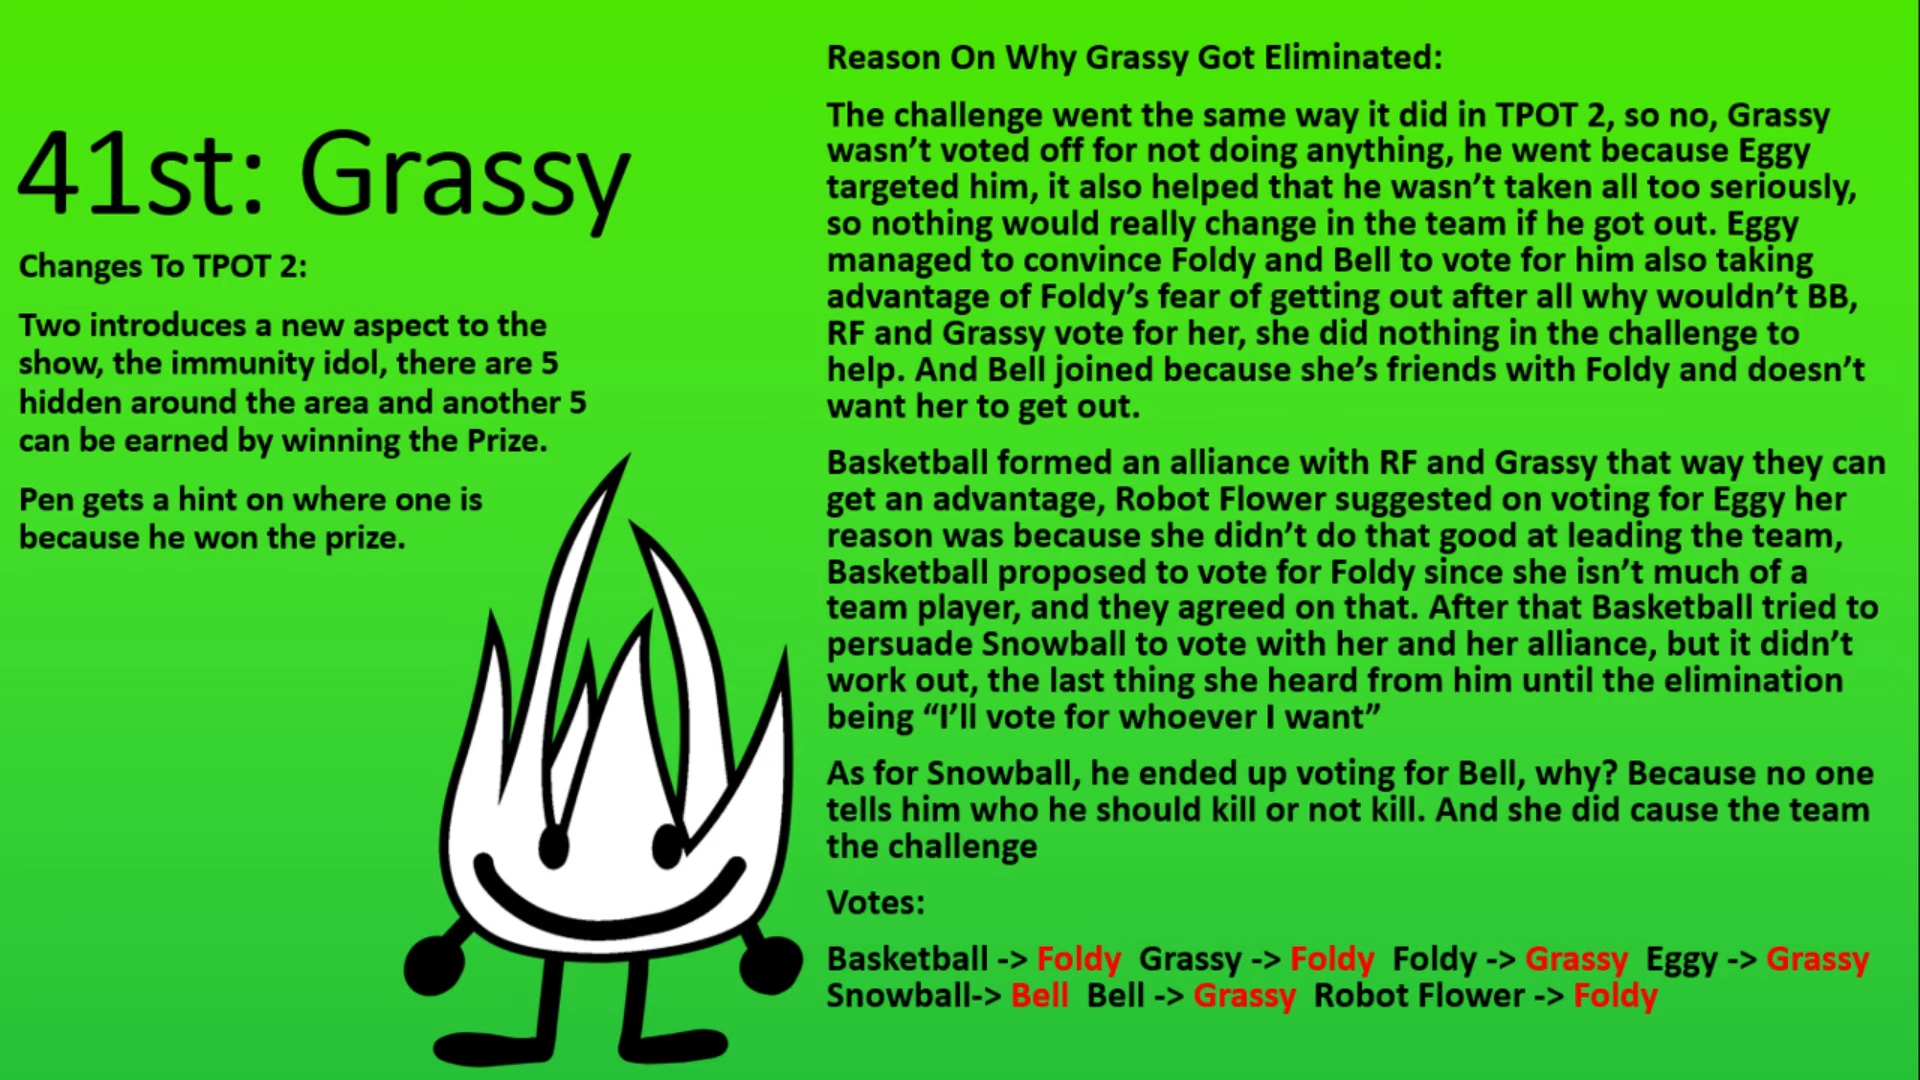 41st: Grassy
Changes To TPOT 2:
Two introduces a new aspect to the
show, the immunity idol, there are 5
hidden around the area and another 5
can be earned by winning the Prize.
Pen gets a hint on where one is
because he won the prize.
Reason On Why Grassy Got Eliminated:
The challenge went the same way it did in TPOT 2, so no, Grassy
wasn’t voted off for not doing anything, he went because Eggy
targeted him, it also helped that he wasn’t taken all too seriously,
so nothing would really change in the team if he got out. Eggy
managed to convince Foldy and Bell to vote for him also taking
advantage of Foldy’s fear of getting out after all why wouldn’t BB,
RF and Grassy vote for her, she did nothing in the challenge to
help. And Bell joined because she’s friends with Foldy and doesn’t
want her to get out.
Basketball formed an alliance with RF and Grassy that way they can
get an advantage, Robot Flower suggested on voting for Eggy her
reason was because she didn’t do that good at leading the team,
Basketball proposed to vote for Foldy since she isn’t much of a
team player, and they agreed on that. After that Basketball tried to
persuade Snowball to vote with her and her alliance, but it didn’t
work out, the last thing she heard from him until the elimination
being “I’ll vote for whoever I want”
As for Snowball, he ended up voting for Bell, why? Because no one
tells him who he should kill or not kill. And she did cause the team
the challenge
Votes:
Basketball -> Foldy  Grassy -> Foldy  Foldy -> Grassy  Eggy -> Grassy
Snowball-> Bell  Bell -> Grassy  Robot Flower -> Foldy